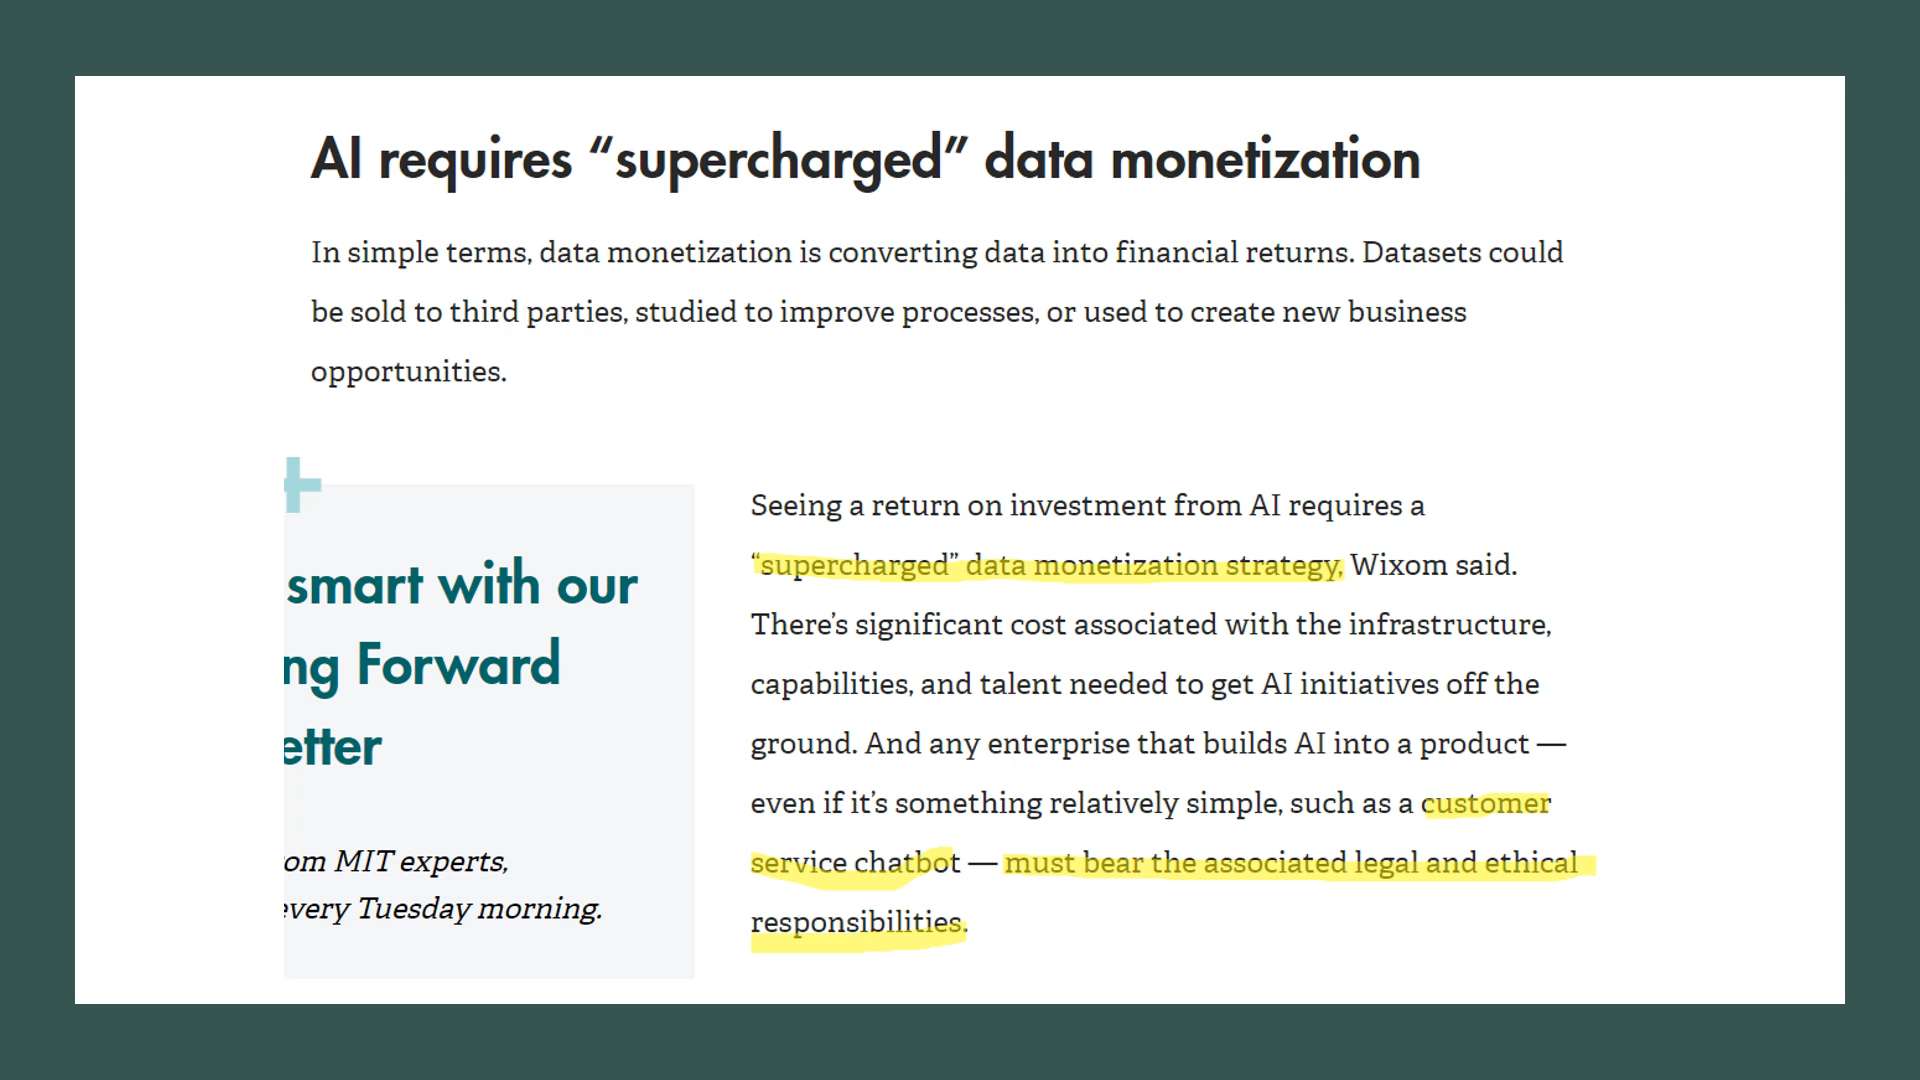 AI requires “supercharged” data monetization
In simple terms, data monetization is converting data into financial returns. Datasets could
be sold to third parties, studied to improve processes, or used to create new business
opportunities.
smart with our
ng Forward
etter
om MIT experts,
every Tuesday morning.
Seeing a return on investment from AI requires a
“supercharged” data monetization strategy, Wixom said.
There’s significant cost associated with the infrastructure,
capabilities, and talent needed to get AI initiatives off the
ground. And any enterprise that builds AI into a product —
even if it’s something relatively simple, such as a customer
service chatbot — must bear the associated legal and ethical
responsibilities.